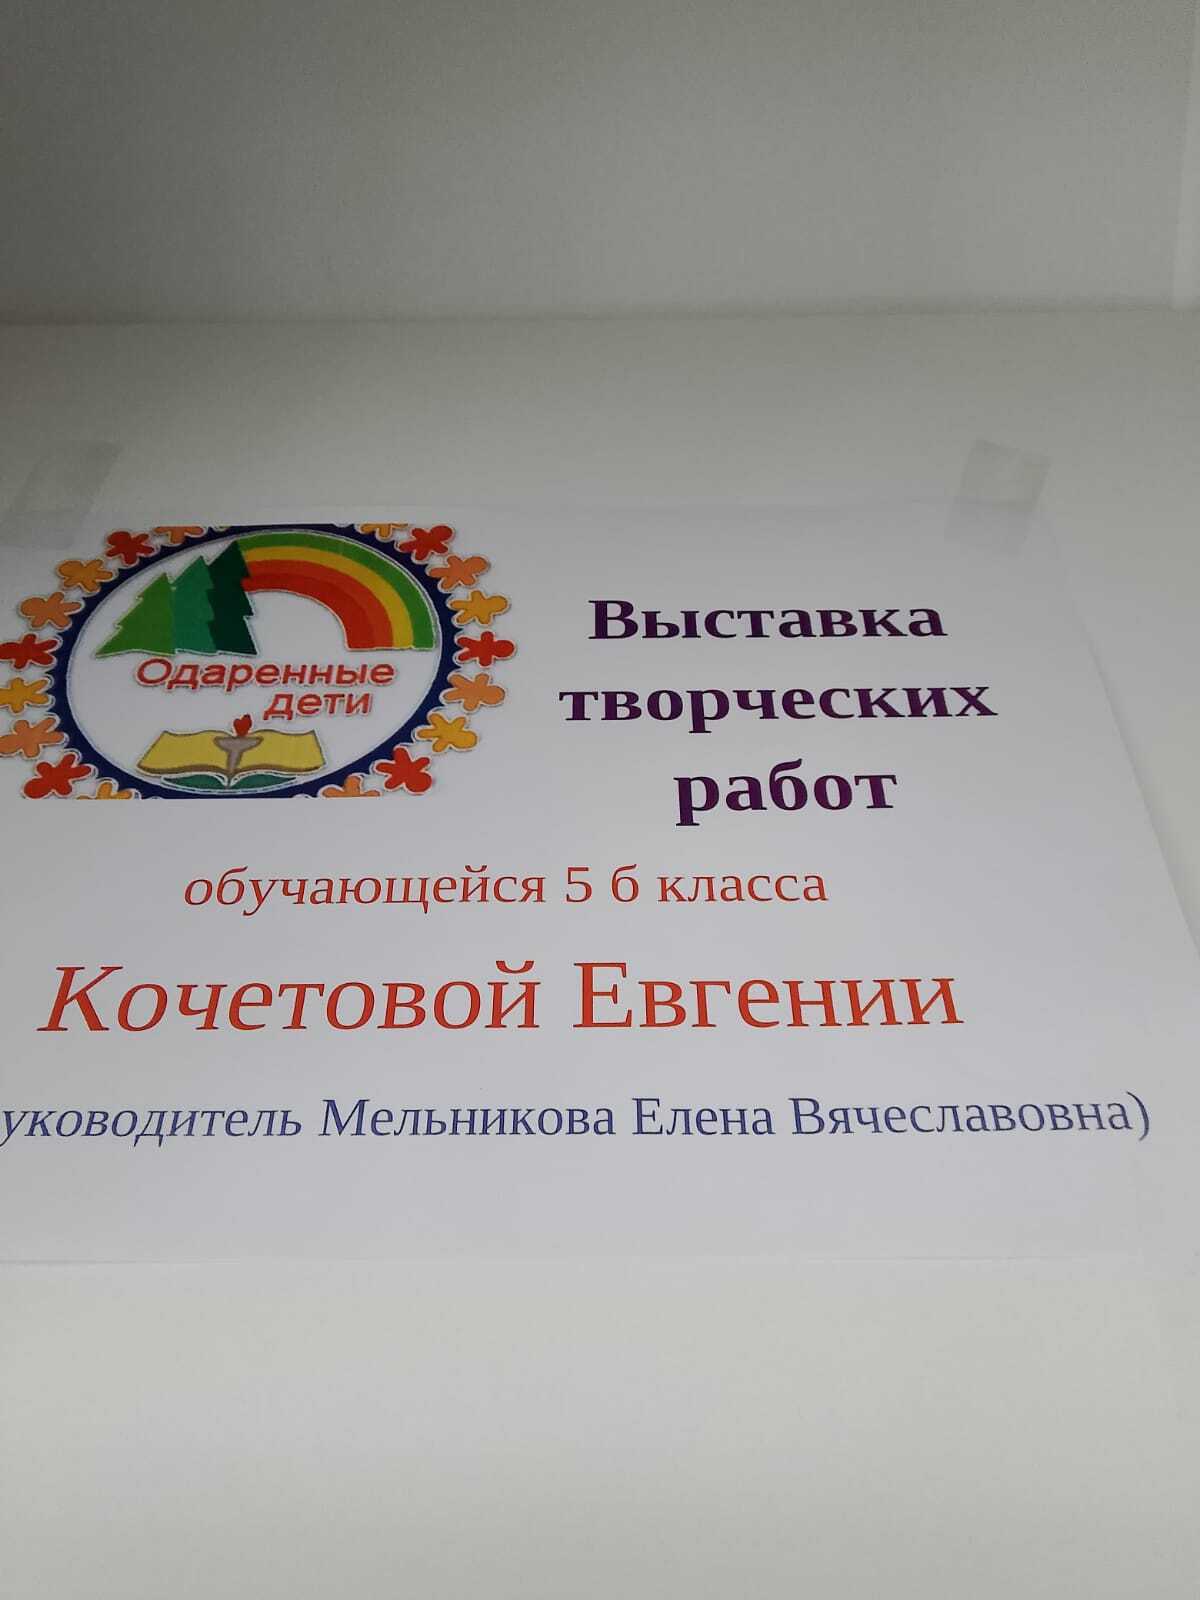 Одаренные
дети
Выставка
творческих
работ
обучающейся 5 б класса
Кочетовой Евгении
уководитель Мельникова Елена Вячеславовна)